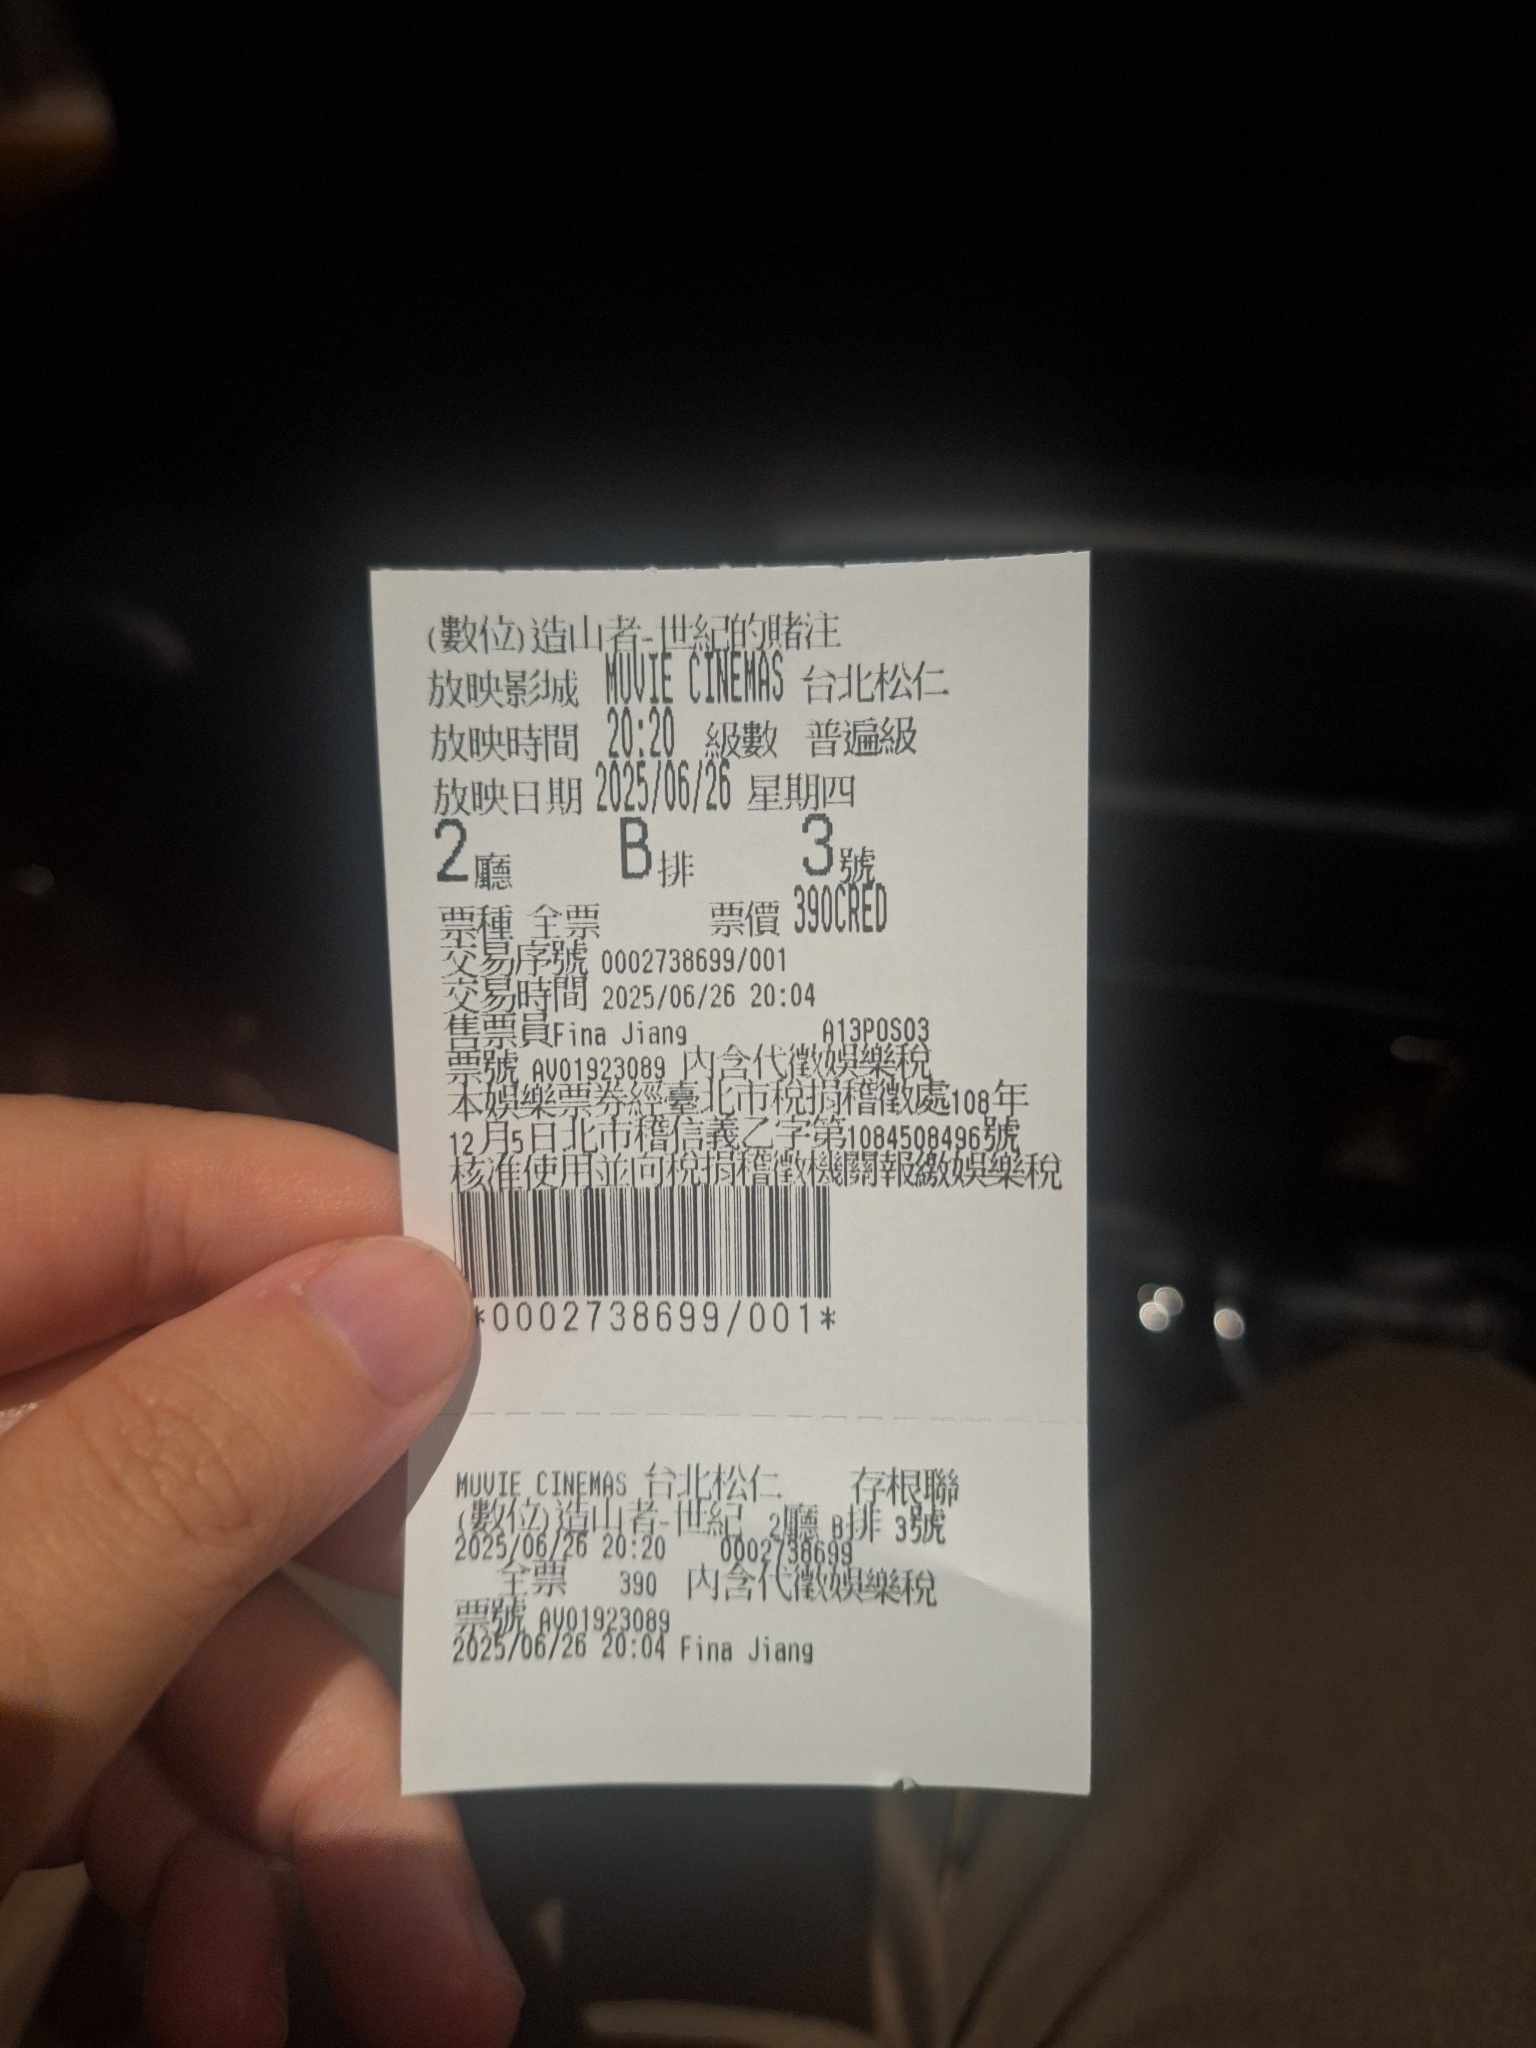 (數位)造山者-世紀的賭注
放映影城 MUVIE CINEMAS 台北松仁
放映時間 20:20 級數 普遍級
放映日期 2025/06/26 星期四
2廳 B排 3號
票種 全票 票價 390CRED
交易序號 0002738699/001
交易時間 2025/06/26 20:04
售票員Fina Jiang A13POS03
票號 AV01923089 內含代徵娛樂稅
本娛樂票券經臺北市稅捐稽徵處108年
12月5日北市稽信義乙字第1084508496號
核准使用並向稅捐稽徵機關報繳娛樂稅
*0002738699/001*
MUVIE CINEMAS 台北松仁 存根聯
(數位)造山者-世紀 2廳 B排 3號
2025/06/26 20:20 0002738699
全票 390 內含代徵娛樂稅
票號 AV01923089
2025/06/26 20:04 Fina Jiang